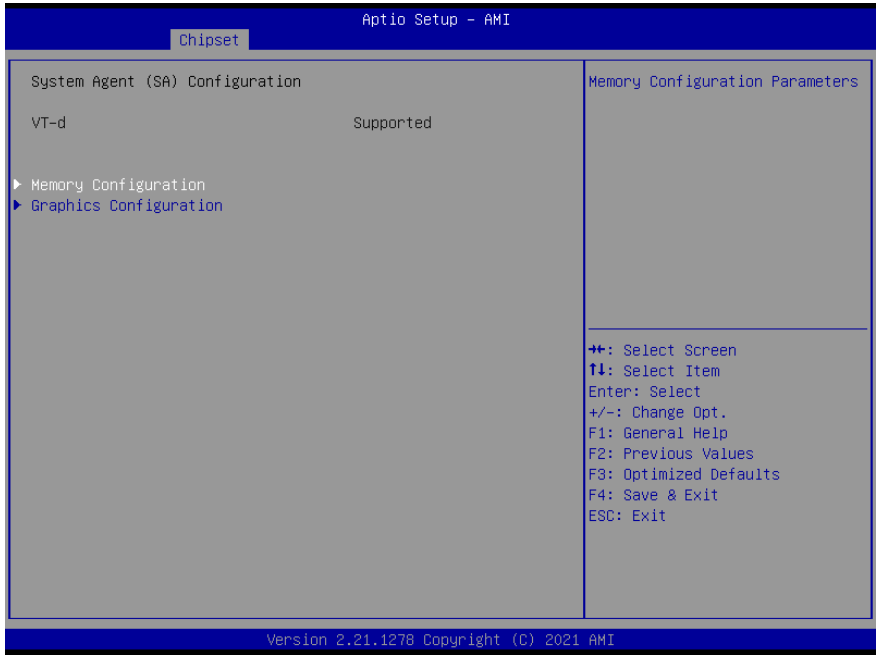 Aptio Setup – AMI
Chipset
System Agent (SA) Configuration
Memory Configuration Parameters
VT-d Supported
Memory Configuration
Graphics Configuration
→←: Select Screen
↑↓: Select Item
Enter: Select
+/-: Change Opt.
F1: General Help
F2: Previous Values
F3: Optimized Defaults
F4: Save & Exit
ESC: Exit
Version 2.21.1278 Copyright (C) 2021 AMI